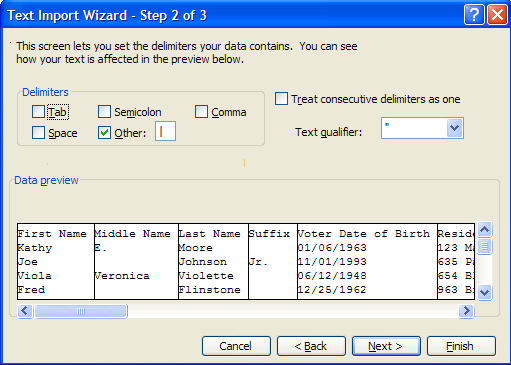 Text Import Wizard - Step 2 of 3
This screen lets you set the delimiters your data contains. You can see
how your text is affected in the preview below.
Delimiters
Tab Semicolon Comma
Space Other: |
Treat consecutive delimiters as one
Text qualifier: "
Data preview
First Name Middle Name Last Name Suffix Voter Date of Birth Reside
Kathy E. Moore 01/06/1963 123 Ma
Joe Johnson Jr. 11/01/1993 635 Pa
Viola Veronica Violette 06/12/1948 654 B
Fred Flinstone 12/25/1962 963 B
Cancel < Back Next > Finish